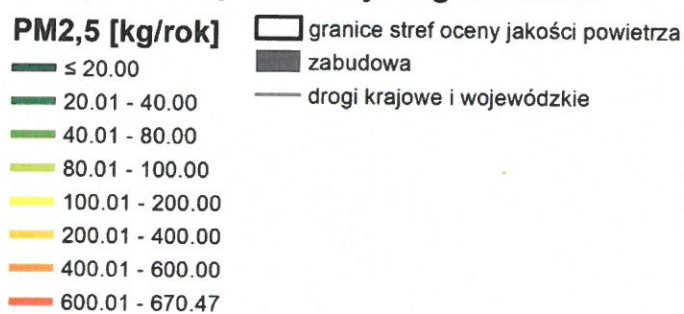 PM2,5 [kg/rok]
≤ 20.00
20.01 - 40.00
40.01 - 80.00
80.01 - 100.00
100.01 - 200.00
200.01 - 400.00
400.01 - 600.00
600.01 - 670.47
granice stref oceny jakości powietrza
zabudowa
drogi krajowe i wojewódzkie